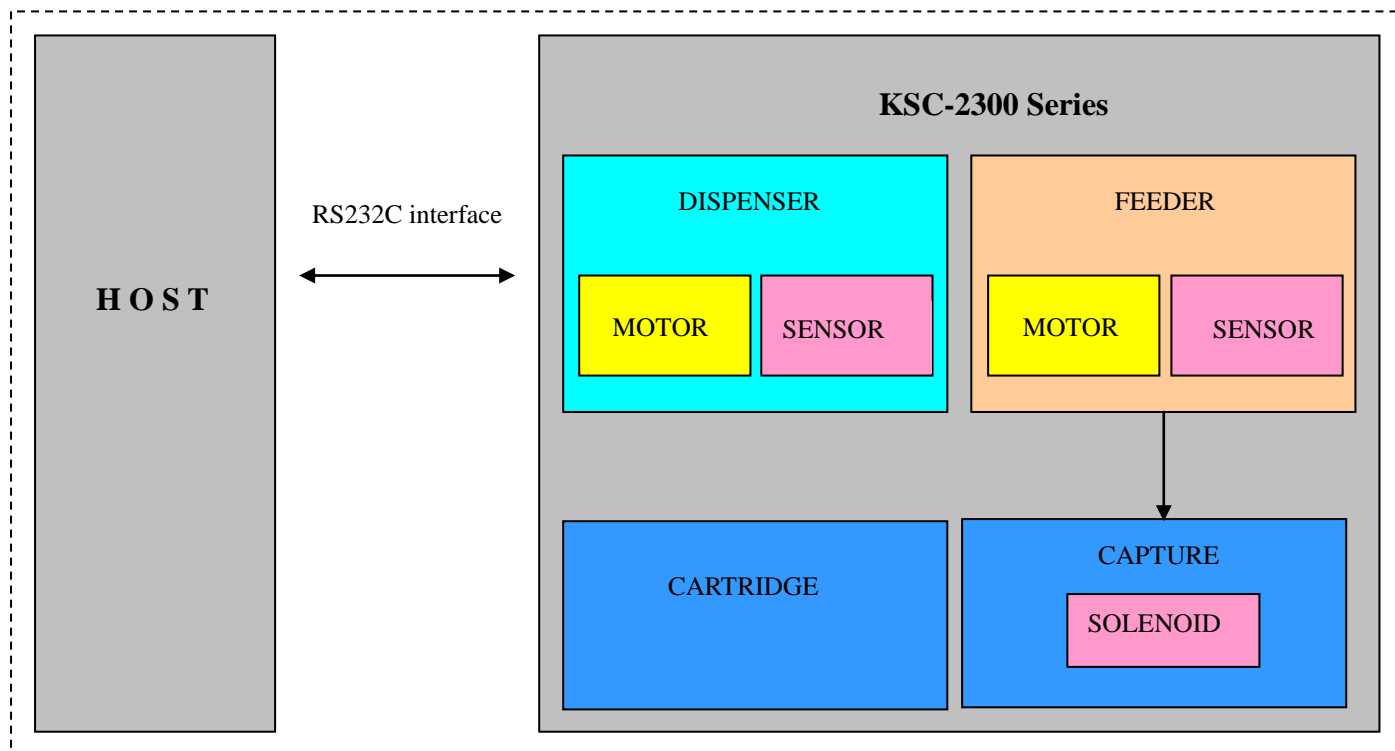 KSC-2300 Series
DISPENSER
FEEDER
RS232C interface
H O S T
MOTOR
SENSOR
MOTOR
SENSOR
CAPTURE
CARTRIDGE
SOLENOID